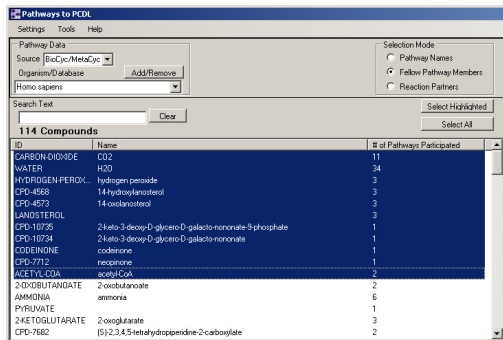 Pathways to PCDL
Settings Tools Help
Pathway Data
Source BioCyc/MetaCyc
Organism/Database Add/Remove
Homo sapiens
Selection Mode
Pathway Names
Fellow Pathway Members
Reaction Partners
Search Text
Clear
Select Highlighted
Select All
114 Compounds
ID Name # of Pathways Participated
CARBON-DIOXIDE CO2 11
WATER H2O 34
HYDROGEN-PEROX... hydrogen peroxide 3
CPD-4568 14-hydroxylanosterol 3
CPD-4573 14-oxolanosterol 3
LANOSTEROL 3
CPD-10735 2-keto-3-deoxy-D-glycero-D-galacto-nononate-9-phosphate 1
CPD-10734 2-keto-3-deoxy-D-glycero-D-galacto-nononate 1
CODEINONE codeinone 1
CPD-7712 neopinone 1
ACETYL-COA acetyl-CoA 2
2-OXOBUTANOATE 2-oxobutanoate 2
AMMONIA ammonia 6
PYRUVATE 1
2-KETOGLUTARATE 2-oxoglutarate 3
CPD-7682 (S)-2,3,4,5-tetrahydropiperidine-2-carboxylate 2